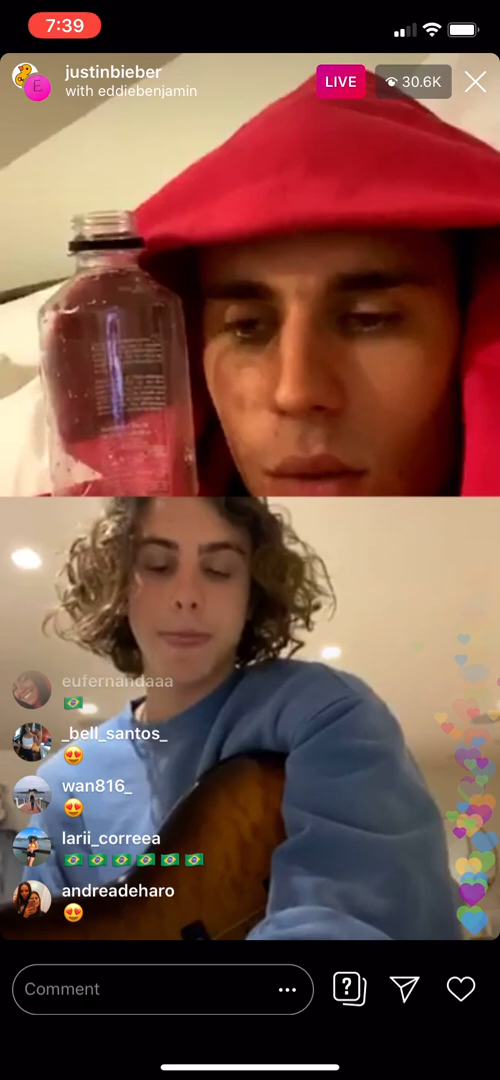 7:39
justinbieber
with eddiebenjamin
LIVE
30.6K
E
eufernandaaa
🇧🇷
_bell_santos_
😍
wan816_
😍
larii_correea
🇧🇷 🇧🇷 🇧🇷 🇧🇷 🇧🇷 🇧🇷
andreadeharo
😍
Comment
?